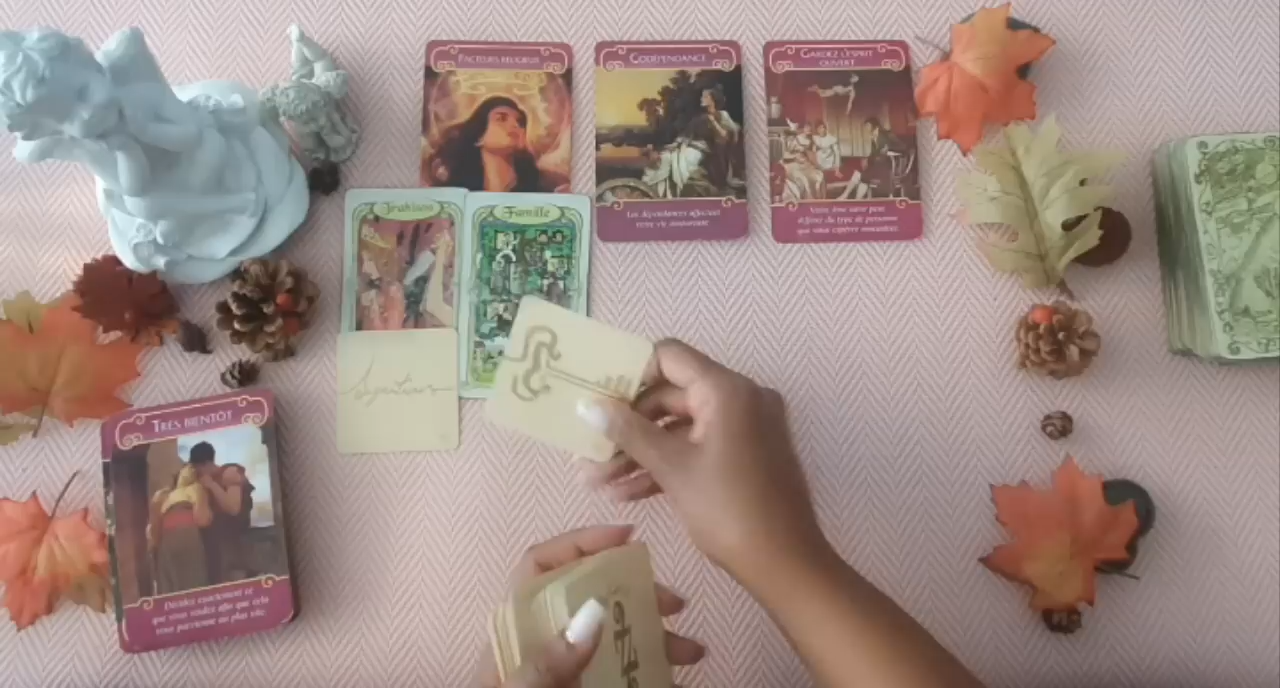 FACTEURS RELIGIEUX
CODÉPENDANCE
Les dépendances affectent
votre vie amoureuse.
GARDEZ L'ESPRIT
OUVERT
Votre âme sœur peut
différer du type de personne
que vous espérez rencontrer.
Trahison
Famille
TRÈS BIENTÔT
Décidez exactement ce
que vous voulez afin que cela
vous parvienne au plus vite.